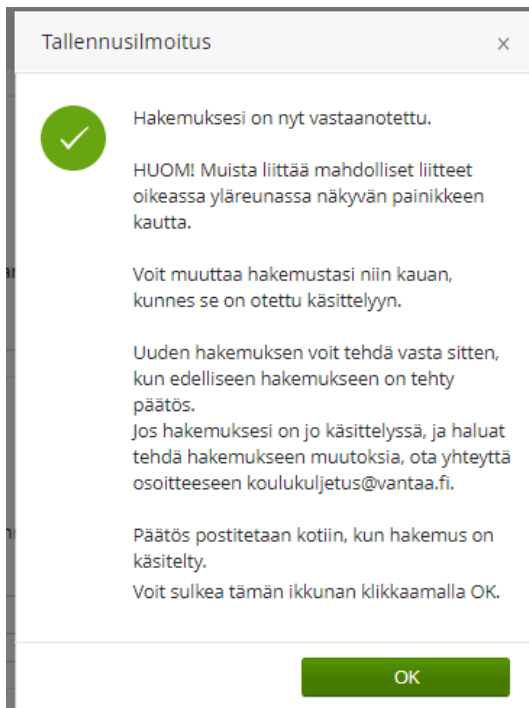 Tallennusilmoitus
×
Hakemuksesi on nyt vastaanotettu.
HUOM! Muista liittää mahdolliset liitteet
oikeassa yläreunassa näkyvän painikkeen
kautta.
Voit muuttaa hakemustasi niin kauan,
kunnes se on otettu käsittelyyn.
Uuden hakemuksen voit tehdä vasta sitten,
kun edelliseen hakemukseen on tehty
päätös.
Jos hakemuksesi on jo käsittelyssä, ja haluat
tehdä hakemukseen muutoksia, ota yhteyttä
osoitteeseen koulukuljetus@vantaa.fi.
Päätös postitetaan kotiin, kun hakemus on
käsitelty.
Voit sulkea tämän ikkunan klikkaamalla OK.
OK